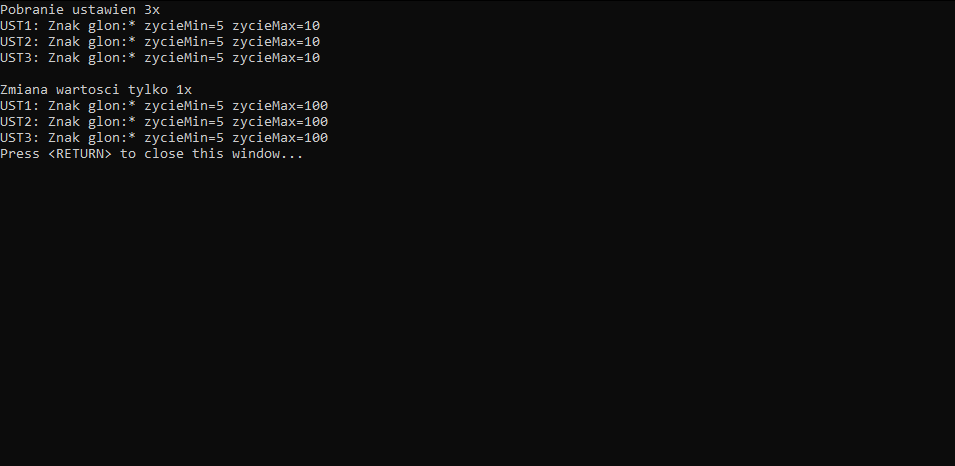 Pobranie ustawien 3x
UST1: Znak glon:* zycieMin=5 zycieMax=10
UST2: Znak glon:* zycieMin=5 zycieMax=10
UST3: Znak glon:* zycieMin=5 zycieMax=10

Zmiana wartosci tylko 1x
UST1: Znak glon:* zycieMin=5 zycieMax=100
UST2: Znak glon:* zycieMin=5 zycieMax=100
UST3: Znak glon:* zycieMin=5 zycieMax=100
Press <RETURN> to close this window...